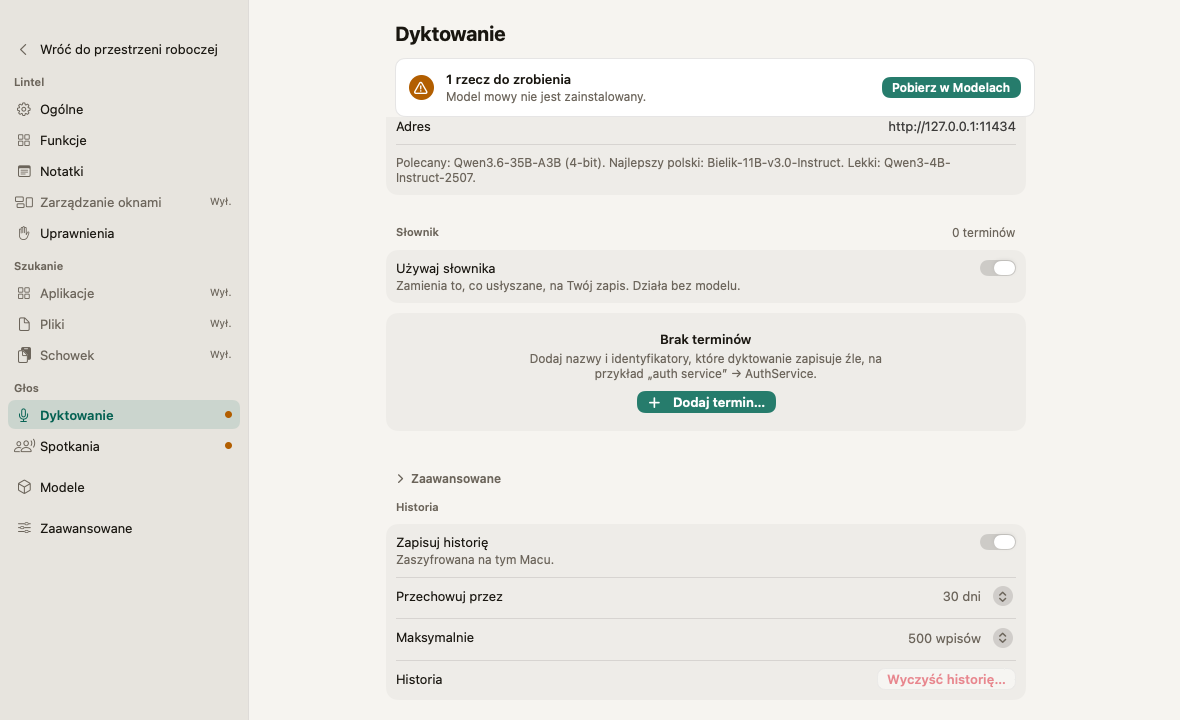 Wróć do przestrzeni roboczej
Lintel
Ogólne
Funkcje
Notatki
Zarządzanie oknami Wył.
Uprawnienia
Szukanie
Aplikacje Wył.
Pliki Wył.
Schowek Wył.
Głos
Dyktowanie
Spotkania
Modele
Zaawansowane
Dyktowanie
1 rzecz do zrobienia
Model mowy nie jest zainstalowany.
Pobierz w Modelach
Adres http://127.0.0.1:11434
Polecany: Qwen3.6-35B-A3B (4-bit). Najlepszy polski: Bielik-11B-v3.0-Instruct. Lekki: Qwen3-4B-
Instruct-2507.
Słownik 0 terminów
Używaj słownika
Zamienia to, co usłyszane, na Twój zapis. Działa bez modelu.
Brak terminów
Dodaj nazwy i identyfikatory, które dyktowanie zapisuje źle, na
przykład „auth service” → AuthService.
+ Dodaj termin...
Zaawansowane
Historia
Zapisuj historię
Zaszyfrowana na tym Macu.
Przechowuj przez 30 dni
Maksymalnie 500 wpisów
Historia Wyczyść historię...